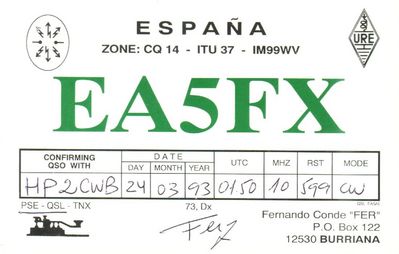 ESPAÑA
ZONE: CQ 14 - ITU 37 - IM99WV
URE
EA5FX
CONFIRMING QSO WITH
DATE
DAY MONTH YEAR
UTC
MHZ
RST
MODE
HP2CWB 24 03 93 0150 10 599 CW
PSE - QSL - TNX
73, Dx
Fer
Fernando Conde "FER"
P.O. Box 122
12530 BURRIANA